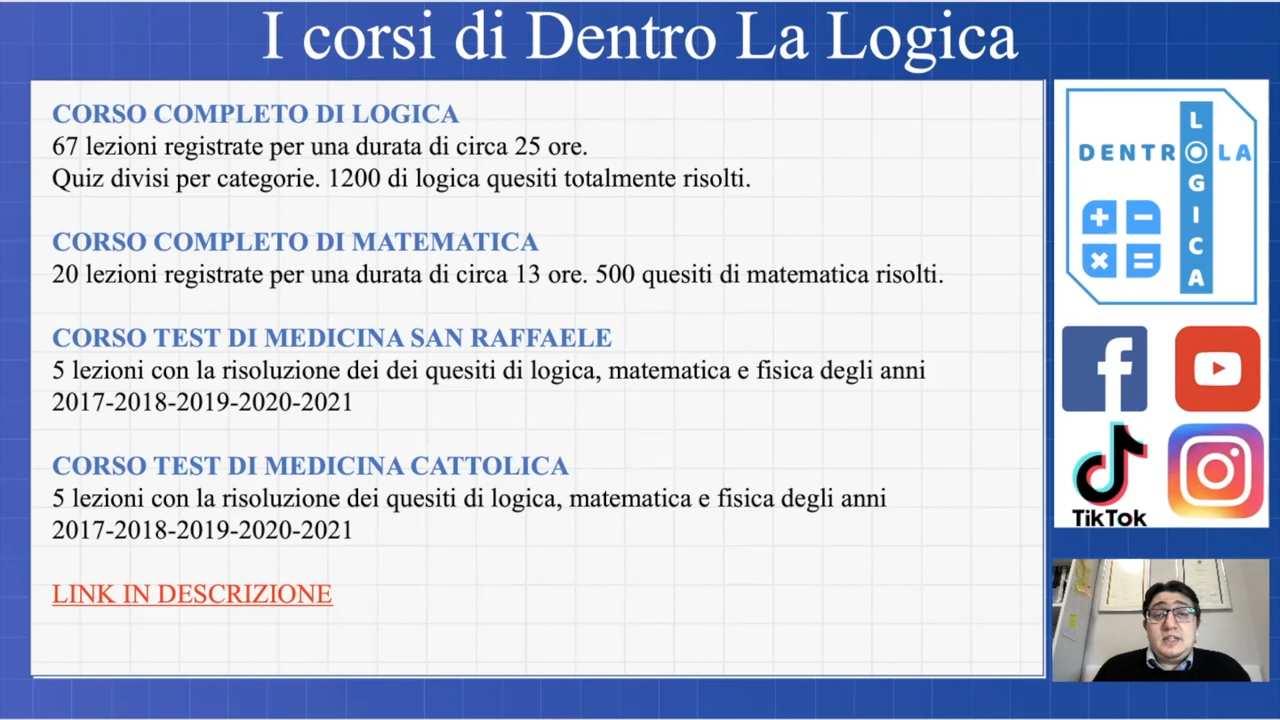 I corsi di Dentro La Logica
CORSO COMPLETO DI LOGICA
67 lezioni registrate per una durata di circa 25 ore.
Quiz divisi per categorie. 1200 di logica quesiti totalmente risolti.
CORSO COMPLETO DI MATEMATICA
20 lezioni registrate per una durata di circa 13 ore. 500 quesiti di matematica risolti.
CORSO TEST DI MEDICINA SAN RAFFAELE
5 lezioni con la risoluzione dei dei quesiti di logica, matematica e fisica degli anni
2017-2018-2019-2020-2021
CORSO TEST DI MEDICINA CATTOLICA
5 lezioni con la risoluzione dei quesiti di logica, matematica e fisica degli anni
2017-2018-2019-2020-2021
LINK IN DESCRIZIONE
DENTRO LA
LOGICA
TikTok